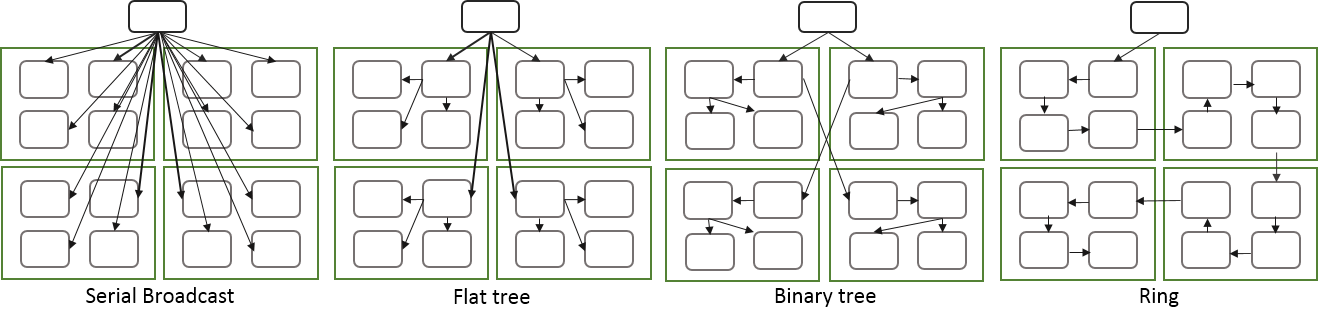 Serial Broadcast
Flat tree
Binary tree
Ring